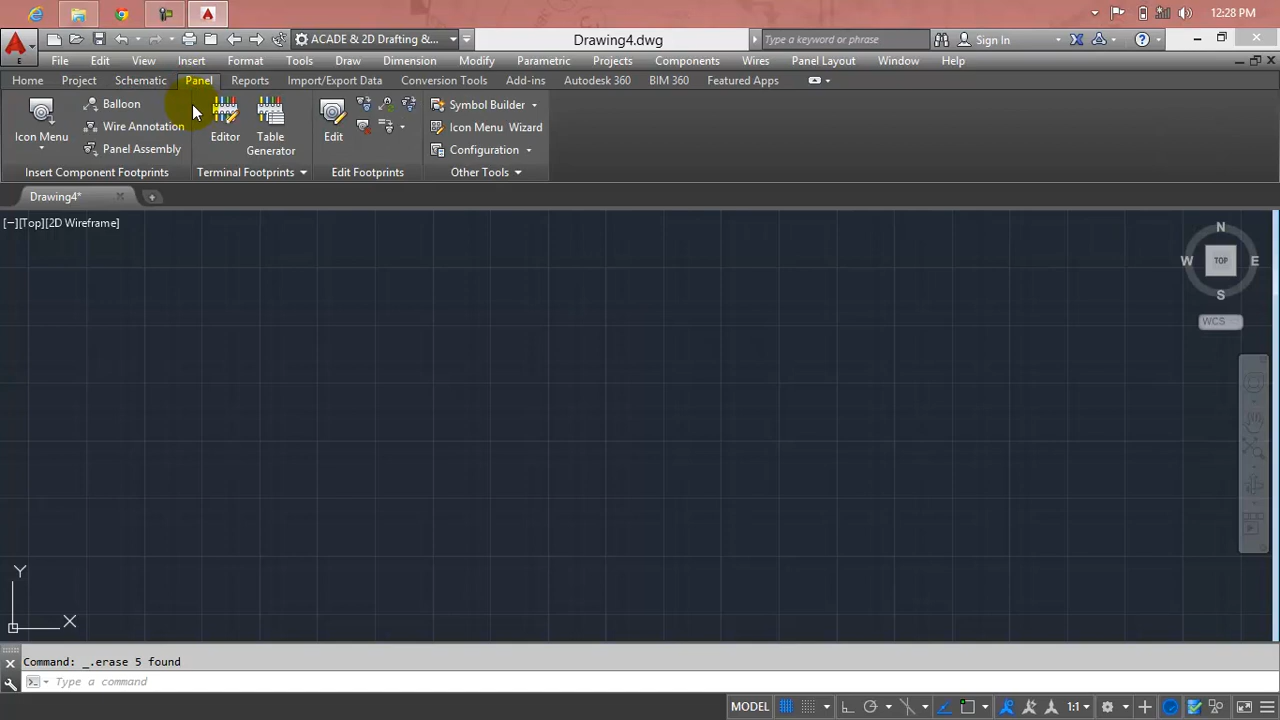 12:28 PM
ACADE & 2D Drafting &...
Drawing4.dwg
Type a keyword or phrase
Sign In
E
File Edit View Insert Format Tools Draw Dimension Modify Parametric Projects Components Wires Panel Layout Window Help
Home Project Schematic Panel Reports Import/Export Data Conversion Tools Add-ins Autodesk 360 BIM 360 Featured Apps
Icon Menu
Balloon
Wire Annotation
Panel Assembly
Insert Component Footprints
Editor
Table Generator
Terminal Footprints
Edit
Edit Footprints
Symbol Builder
Icon Menu Wizard
Configuration
Other Tools
Drawing4*
[−][Top][2D Wireframe]
N
W TOP E
S
WCS
Y
X
Command: _.erase 5 found
Type a command
MODEL
1:1